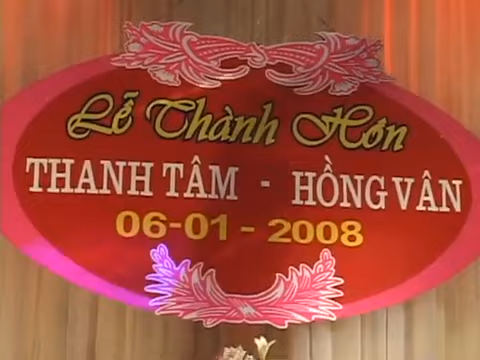 Lễ Thành Hôn
THANH TÂM - HỒNG VÂN
06-01-2008